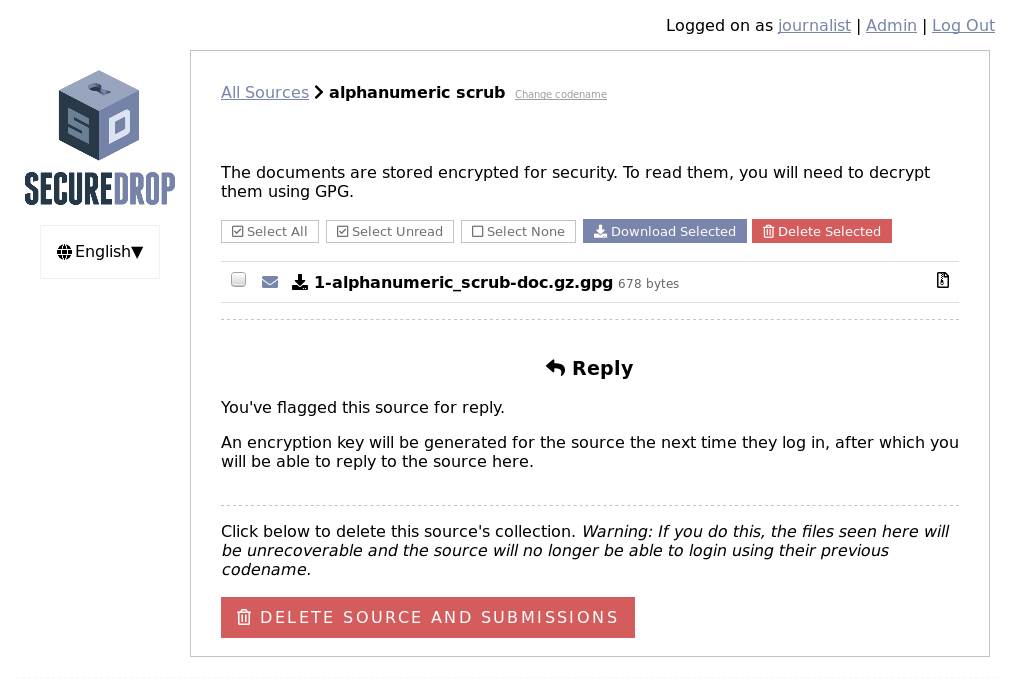 Logged on as journalist | Admin | Log Out
SECUREDROP
English▼
All Sources > alphanumeric scrub Change codename
The documents are stored encrypted for security. To read them, you will need to decrypt
them using GPG.
Select All Select Unread Select None Download Selected Delete Selected
1-alphanumeric_scrub-doc.gz.gpg 678 bytes
Reply
You've flagged this source for reply.
An encryption key will be generated for the source the next time they log in, after which you
will be able to reply to the source here.
Click below to delete this source's collection. Warning: If you do this, the files seen here will
be unrecoverable and the source will no longer be able to login using their previous
codename.
DELETE SOURCE AND SUBMISSIONS